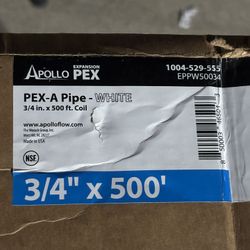 APOLLO EXPANSION PEX
1004-529-555
EPPW50034
PEX-A Pipe - WHITE
3/4 in. x 500 ft. Coil
www.apolloflow.com
Made in USA
NSF
3/4" x 500'